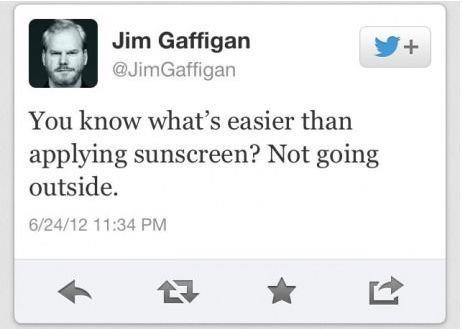 Jim Gaffigan
@JimGaffigan
You know what's easier than
applying sunscreen? Not going
outside.
6/24/12 11:34 PM